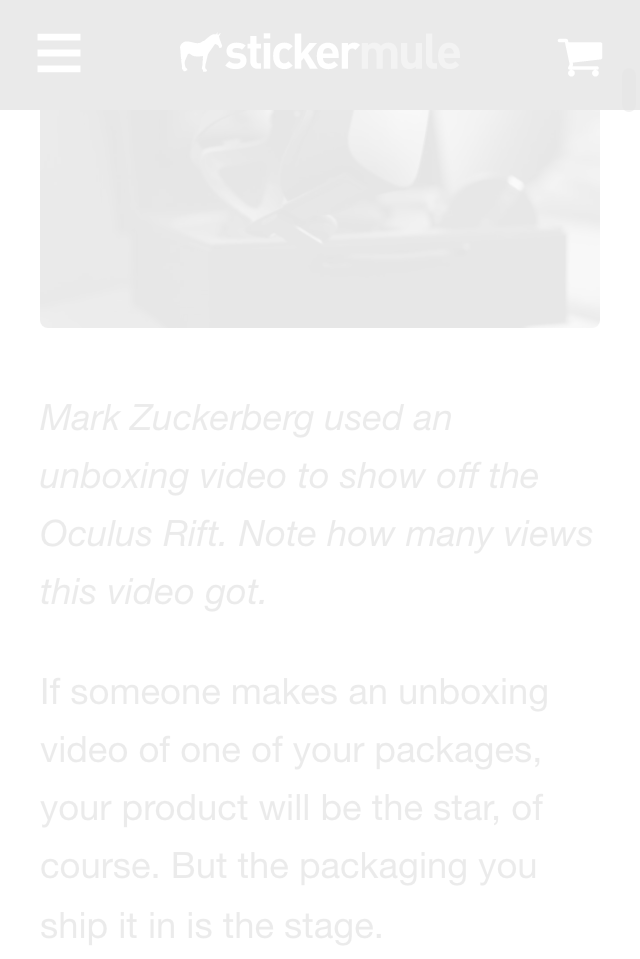 stickermule
Mark Zuckerberg used an
unboxing video to show off the
Oculus Rift. Note how many views
this video got.
If someone makes an unboxing
video of one of your packages,
your product will be the star, of
course. But the packaging you
ship it in is the stage.